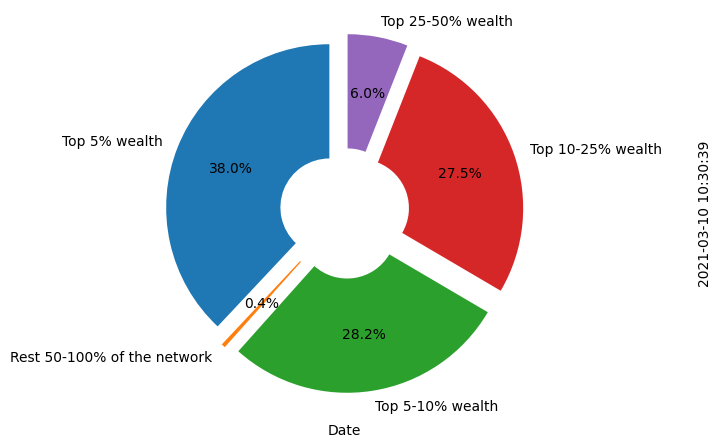 Top 25-50% wealth
6.0%
Top 5% wealth
38.0%
Top 10-25% wealth
27.5%
2021-03-10 10:30:39
0.4%
28.2%
Rest 50-100% of the network
Top 5-10% wealth
Date